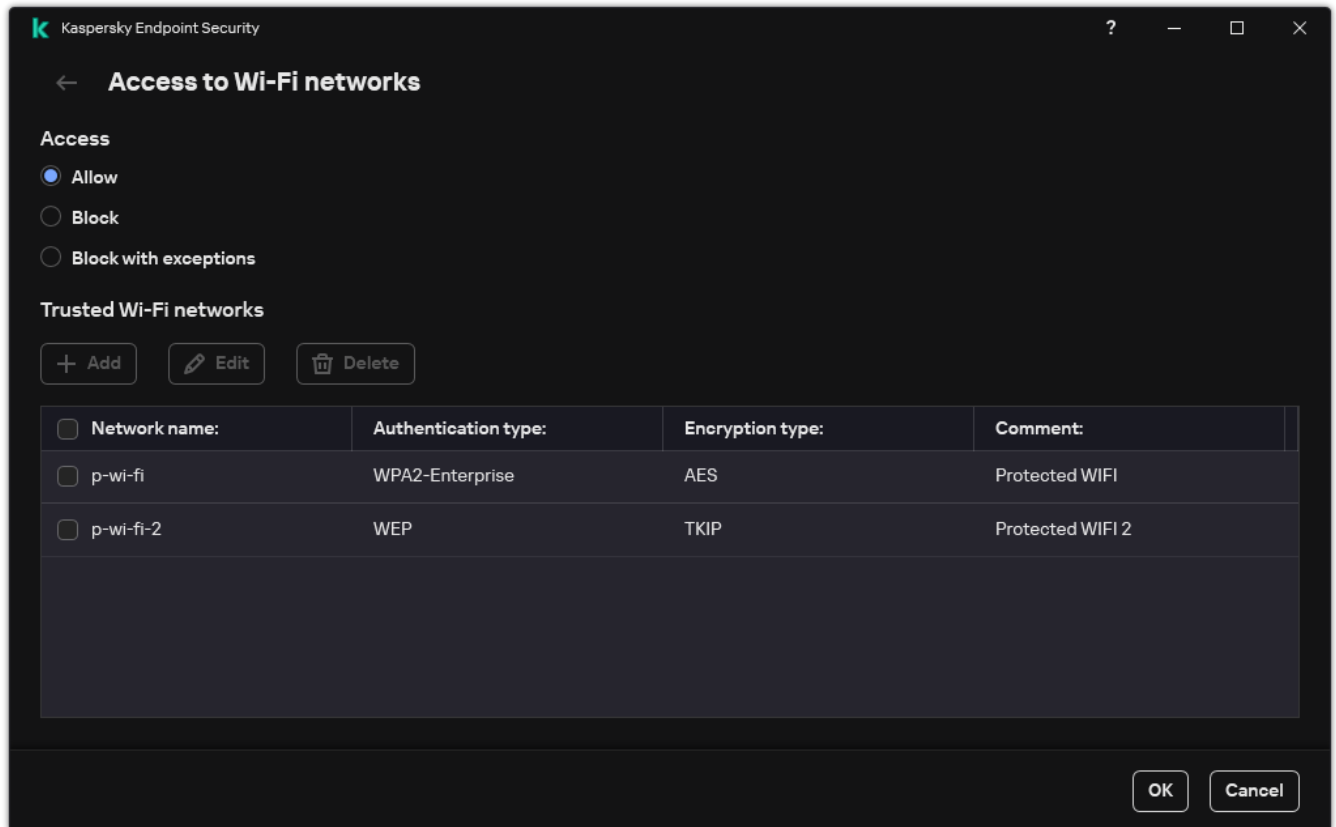 Kaspersky Endpoint Security ?
Access to Wi-Fi networks
Access
Allow
Block
Block with exceptions
Trusted Wi-Fi networks
Add Edit Delete
Network name: Authentication type: Encryption type: Comment:
p-wi-fi WPA2-Enterprise AES Protected WIFI
p-wi-fi-2 WEP TKIP Protected WIFI 2
OK Cancel